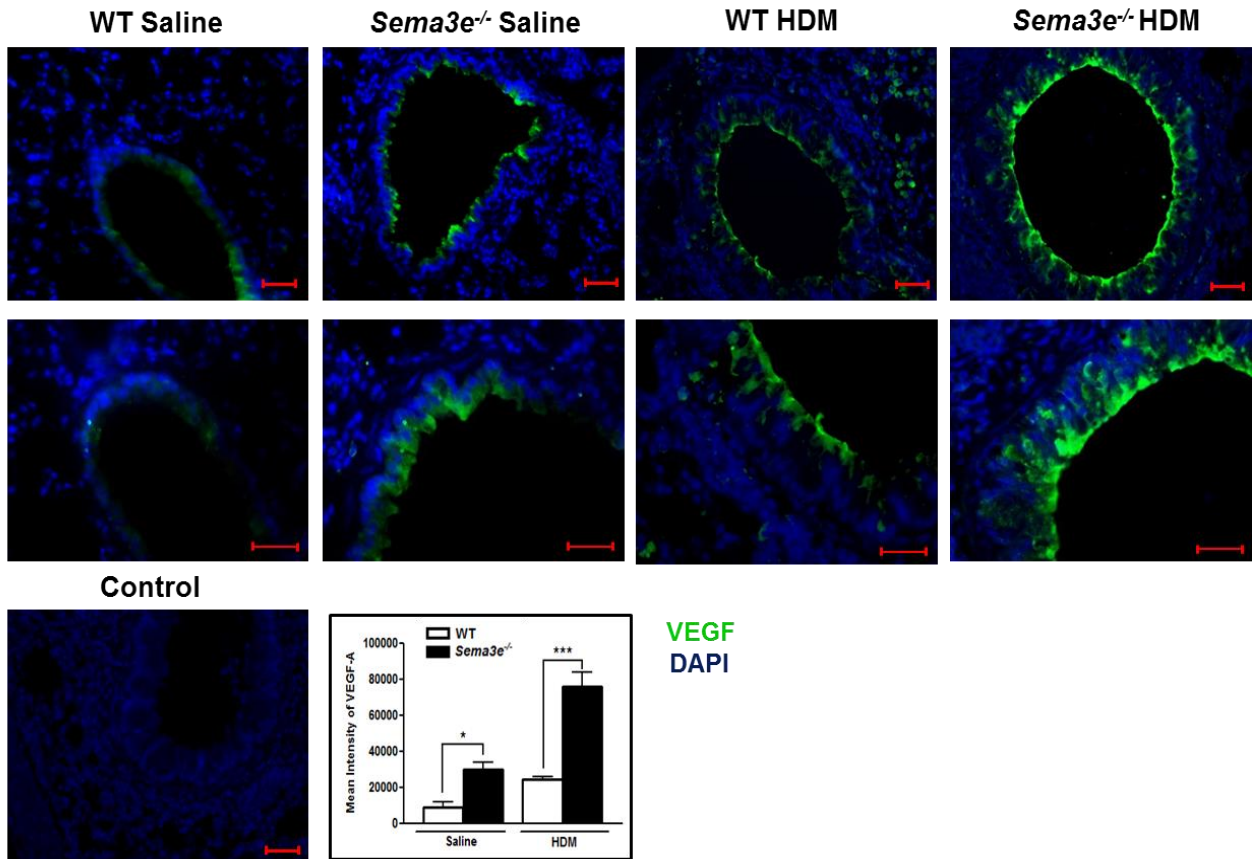 WT Saline
Sema3e-/- Saline
WT HDM
Sema3e-/- HDM
Control
WT
Sema3e-/-
100000
80000
60000
40000
20000
0
Mean Intensity of VEGF-A
*
***
Saline
HDM
VEGF
DAPI